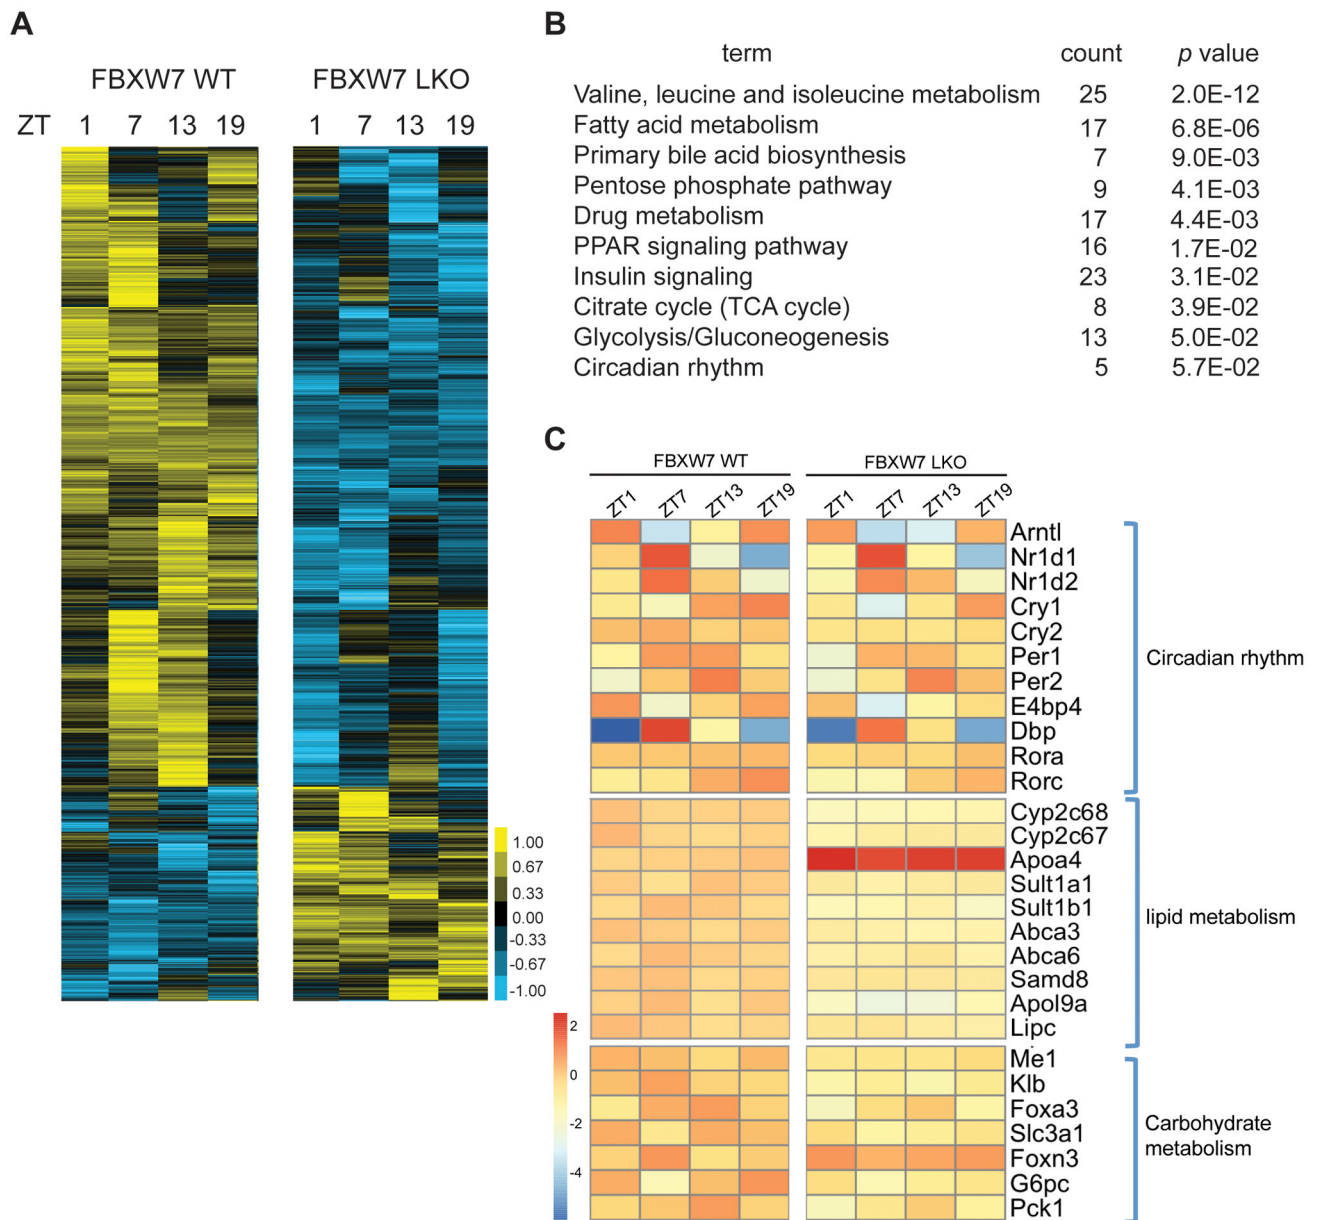 A
FBXW7 WT
FBXW7 LKO
ZT 1 7 13 19
1 7 13 19
1.00
0.67
0.33
0.00
-0.33
-0.67
-1.00
B
term count p value
Valine, leucine and isoleucine metabolism 25 2.0E-12
Fatty acid metabolism 17 6.8E-06
Primary bile acid biosynthesis 7 9.0E-03
Pentose phosphate pathway 9 4.1E-03
Drug metabolism 17 4.4E-03
PPAR signaling pathway 16 1.7E-02
Insulin signaling 23 3.1E-02
Citrate cycle (TCA cycle) 8 3.9E-02
Glycolysis/Gluconeogenesis 13 5.0E-02
Circadian rhythm 5 5.7E-02
C
FBXW7 WT
FBXW7 LKO
ZT1 ZT7 ZT13 ZT19
ZT1 ZT7 ZT13 ZT19
Arntl
Nr1d1
Nr1d2
Cry1
Cry2
Per1
Per2
E4bp4
Dbp
Rora
Rorc
Circadian rhythm
Cyp2c68
Cyp2c67
Apoa4
Sult1a1
Sult1b1
Abca3
Abca6
Samd8
Apol9a
Lipc
lipid metabolism
Me1
Klb
Foxa3
Slc3a1
Foxn3
G6pc
Pck1
Carbohydrate
metabolism
2
0
-2
-4